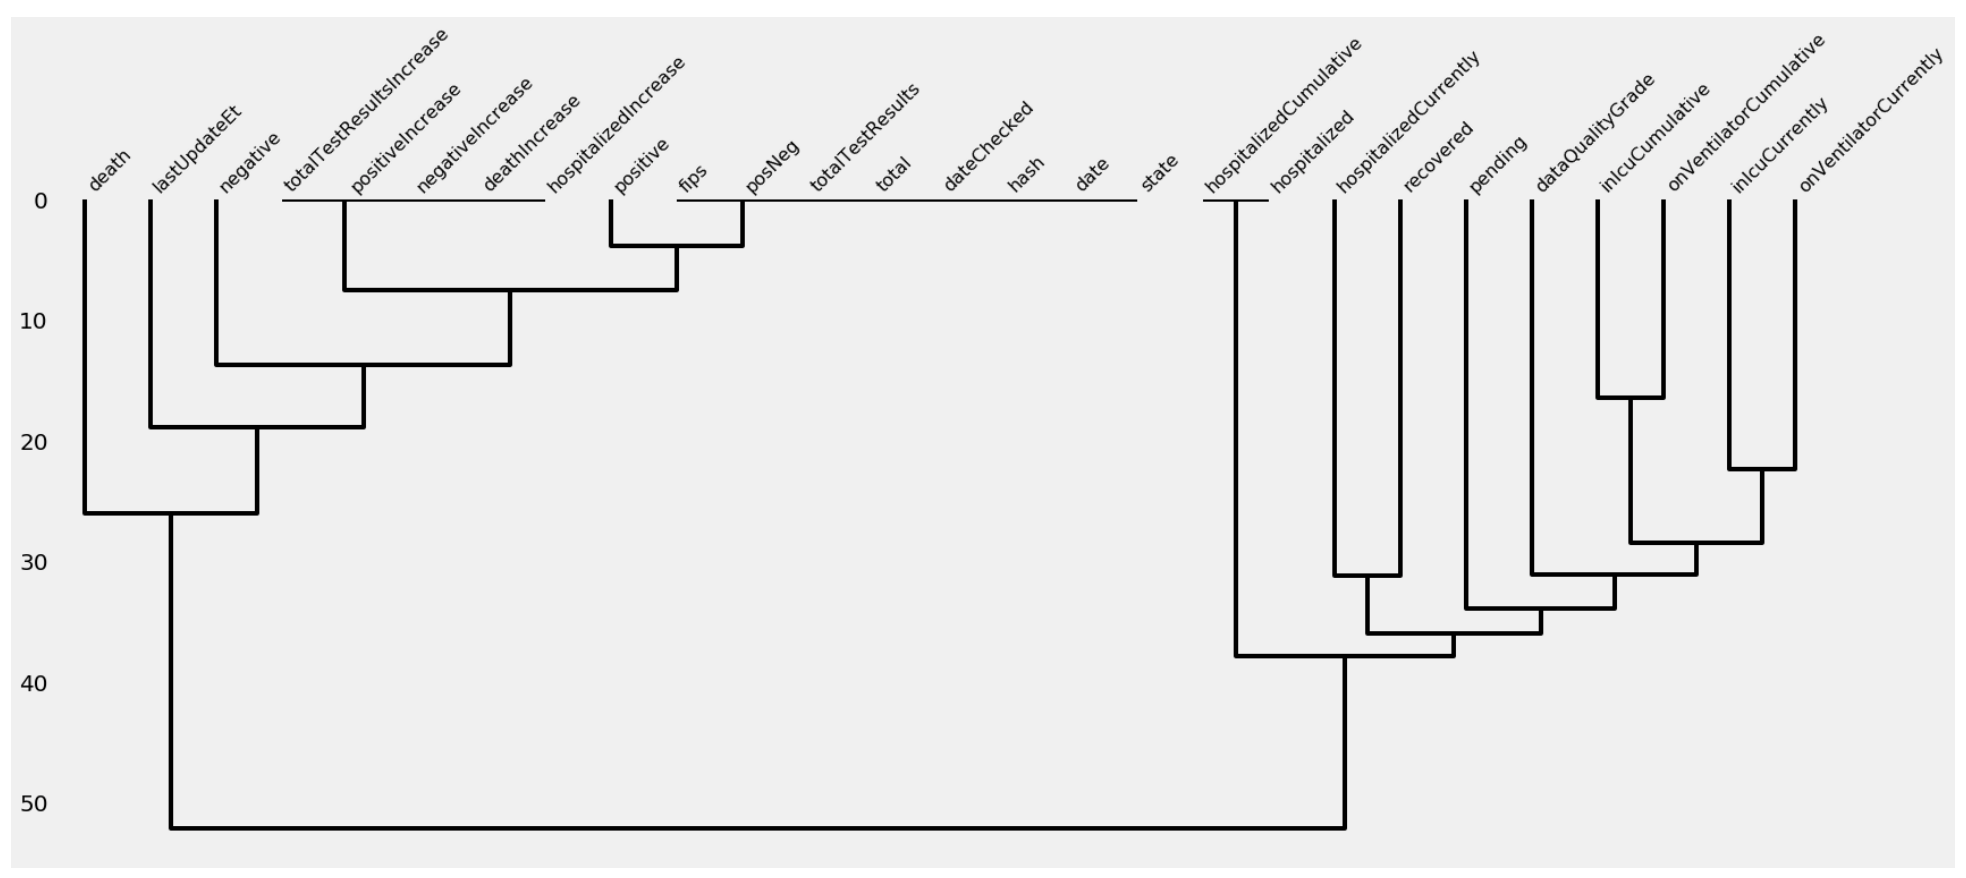 death
lastUpdateEt
negative
totalTestResultsIncrease
positiveIncrease
negativeIncrease
deathIncrease
hospitalizedIncrease
positive
fips
posNeg
totalTestResults
total
dateChecked
hash
date
state
hospitalizedCumulative
hospitalized
hospitalizedCurrently
recovered
pending
dataQualityGrade
inIcuCumulative
onVentilatorCumulative
inIcuCurrently
onVentilatorCurrently
0
10
20
30
40
50